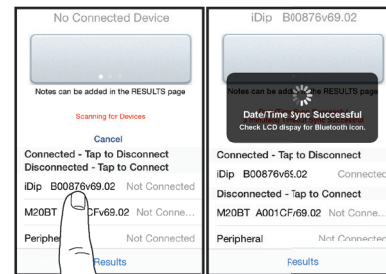 No Connected Device
Notes can be added in the RESULTS page
Scanning for Devices
Cancel
Connected - Tap to Disconnect
Disconnected - Tap to Connect
iDip B00876v69.02 Not Connected
M20BT CFv69.02 Not Conne...
Periphe Not Connected
Results
iDip B00876v69.02
Notes can be added in the RESULTS page
Date/Time Sync Successful
Check LCD dispay for Bluetooth icon.
Connected - Tap to Disconnect
iDip B00876v69.02 Connected
Disconnected - Tap to Connect
M20BT A001CFv69.02 Not Conne...
Peripheral Not Connected
Results